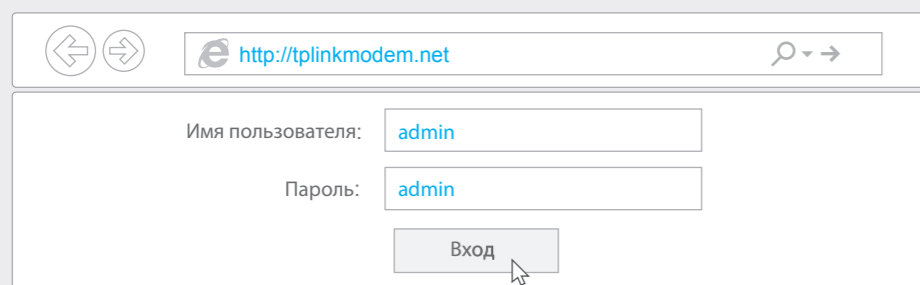 http://tplinkmodem.net
Имя пользователя: admin
Пароль: admin
Вход